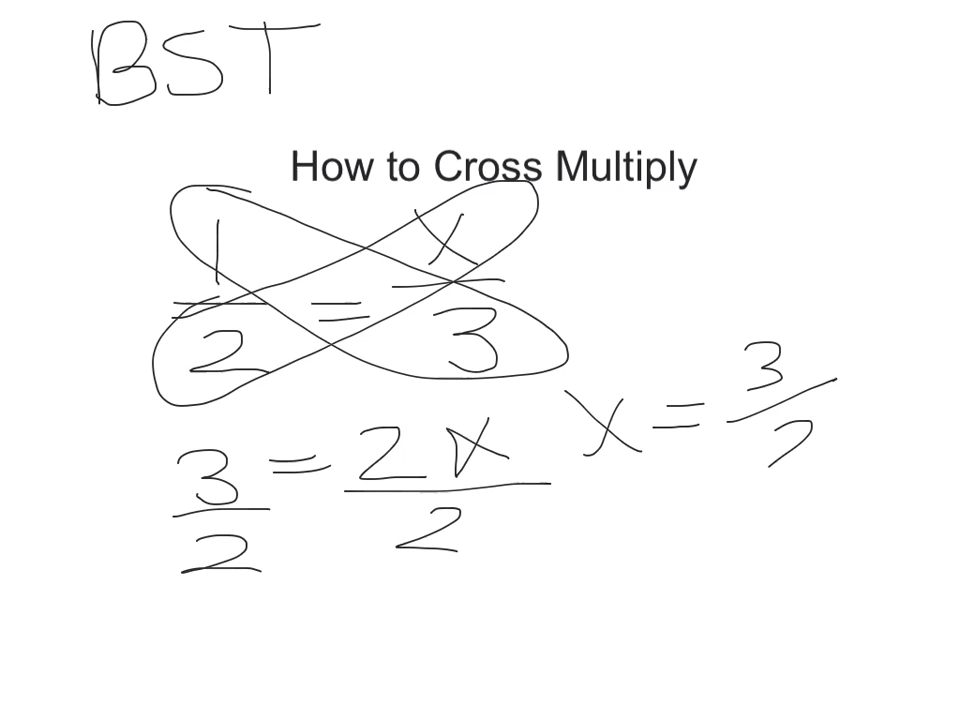 BST
How to Cross Multiply
1/2 = x/3
3/2 = 2x/2
x = 3/2